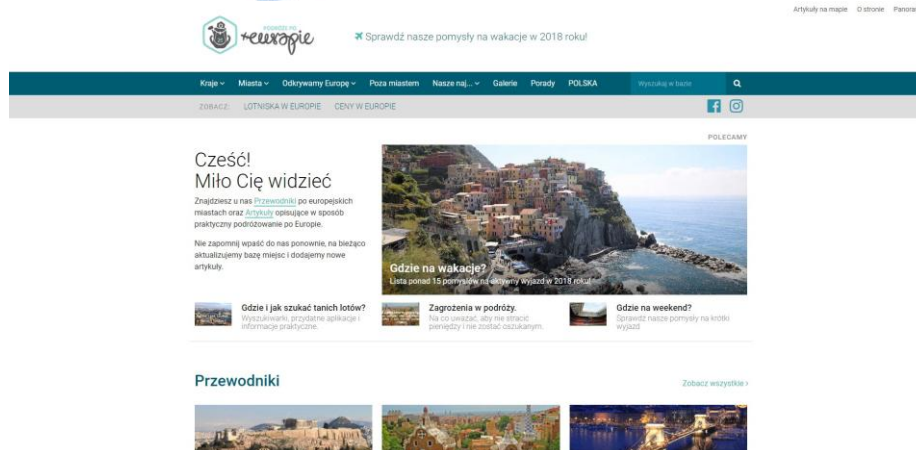 Artykuły na mapie O stronie Panora
PODRÓŻE PO
europie
Sprawdź nasze pomysły na wakacje w 2018 roku!
Kraje Miasta Odkrywamy Europę Poza miastem Nasze naj... Galerie Porady POLSKA Wyszukaj w bazie
ZOBACZ: LOTNISKA W EUROPIE CENY W EUROPIE
POLECAMY
Cześć!
Miło Cię widzieć
Znajdziesz u nas Przewodniki po europejskich
miastach oraz Artykuły opisujące w sposób
praktyczny podróżowanie po Europie.
Nie zapomnij wpaść do nas ponownie, na bieżąco
aktualizujemy bazę miejsc i dodajemy nowe
artykuły.
Gdzie na wakacje?
Lista ponad 15 pomysłów na aktywny wyjazd w 2018 roku!
Gdzie i jak szukać tanich lotów?
Wyszukiwarki, przydatne aplikacje i
informacje praktyczne.
Zagrożenia w podróży.
Na co uważać, aby nie stracić
pieniędzy i nie zostać oszukanym.
Gdzie na weekend?
Sprawdź nasze pomysły na krótki
wyjazd
Przewodniki
Zobacz wszystkie ›